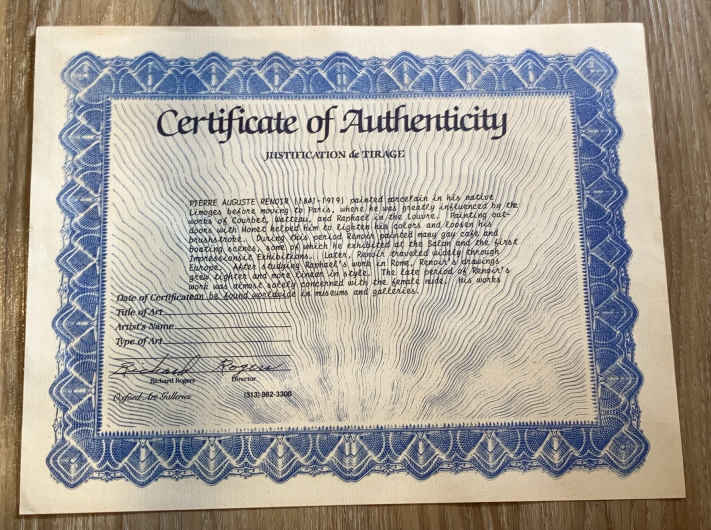 Certificate of Authenticity
JUSTIFICATION de TIRAGE
PIERRE AUGUSTE RENOIR (1841-1919) painted porcelain in his native
Limoges before moving to Paris, where he was greatly influenced by the
works of Courbet, Watteau, and Raphael in the Louvre. Painting out-
doors with Monet helped him to lighten his colors and loosen his
brushstroke. During this period Renoir painted many gay cafe and
boating scenes, some of which he exhibited at the Salon and the first
Impressionist Exhibitions. Later, Renoir traveled widely through
Europe. After studying Raphael's work in Rome, Renoir's drawings
grew tighter and more linear in style. The late period of Renoir's
work was almost solely concerned with the female nude. His works
can be found worldwide in museums and galleries.
Date of Certificate
Title of Art
Artist's Name
Type of Art
Richard Rogers
Richard Rogers Director
Oxford Art Galleries (313) 962-3306